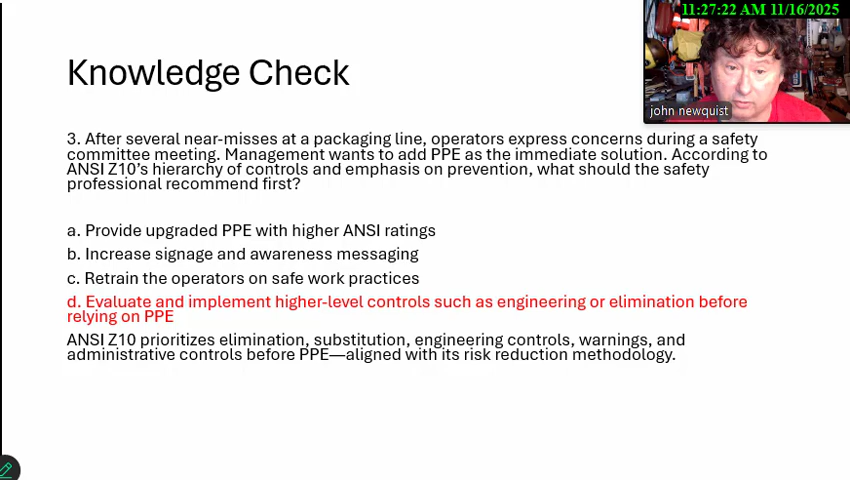 11:27:22 AM 11/16/2025
john newquist
Knowledge Check
3. After several near-misses at a packaging line, operators express concerns during a safety
committee meeting. Management wants to add PPE as the immediate solution. According to
ANSI Z10’s hierarchy of controls and emphasis on prevention, what should the safety
professional recommend first?
a. Provide upgraded PPE with higher ANSI ratings
b. Increase signage and awareness messaging
c. Retrain the operators on safe work practices
d. Evaluate and implement higher-level controls such as engineering or elimination before
relying on PPE
ANSI Z10 prioritizes elimination, substitution, engineering controls, warnings, and
administrative controls before PPE—aligned with its risk reduction methodology.